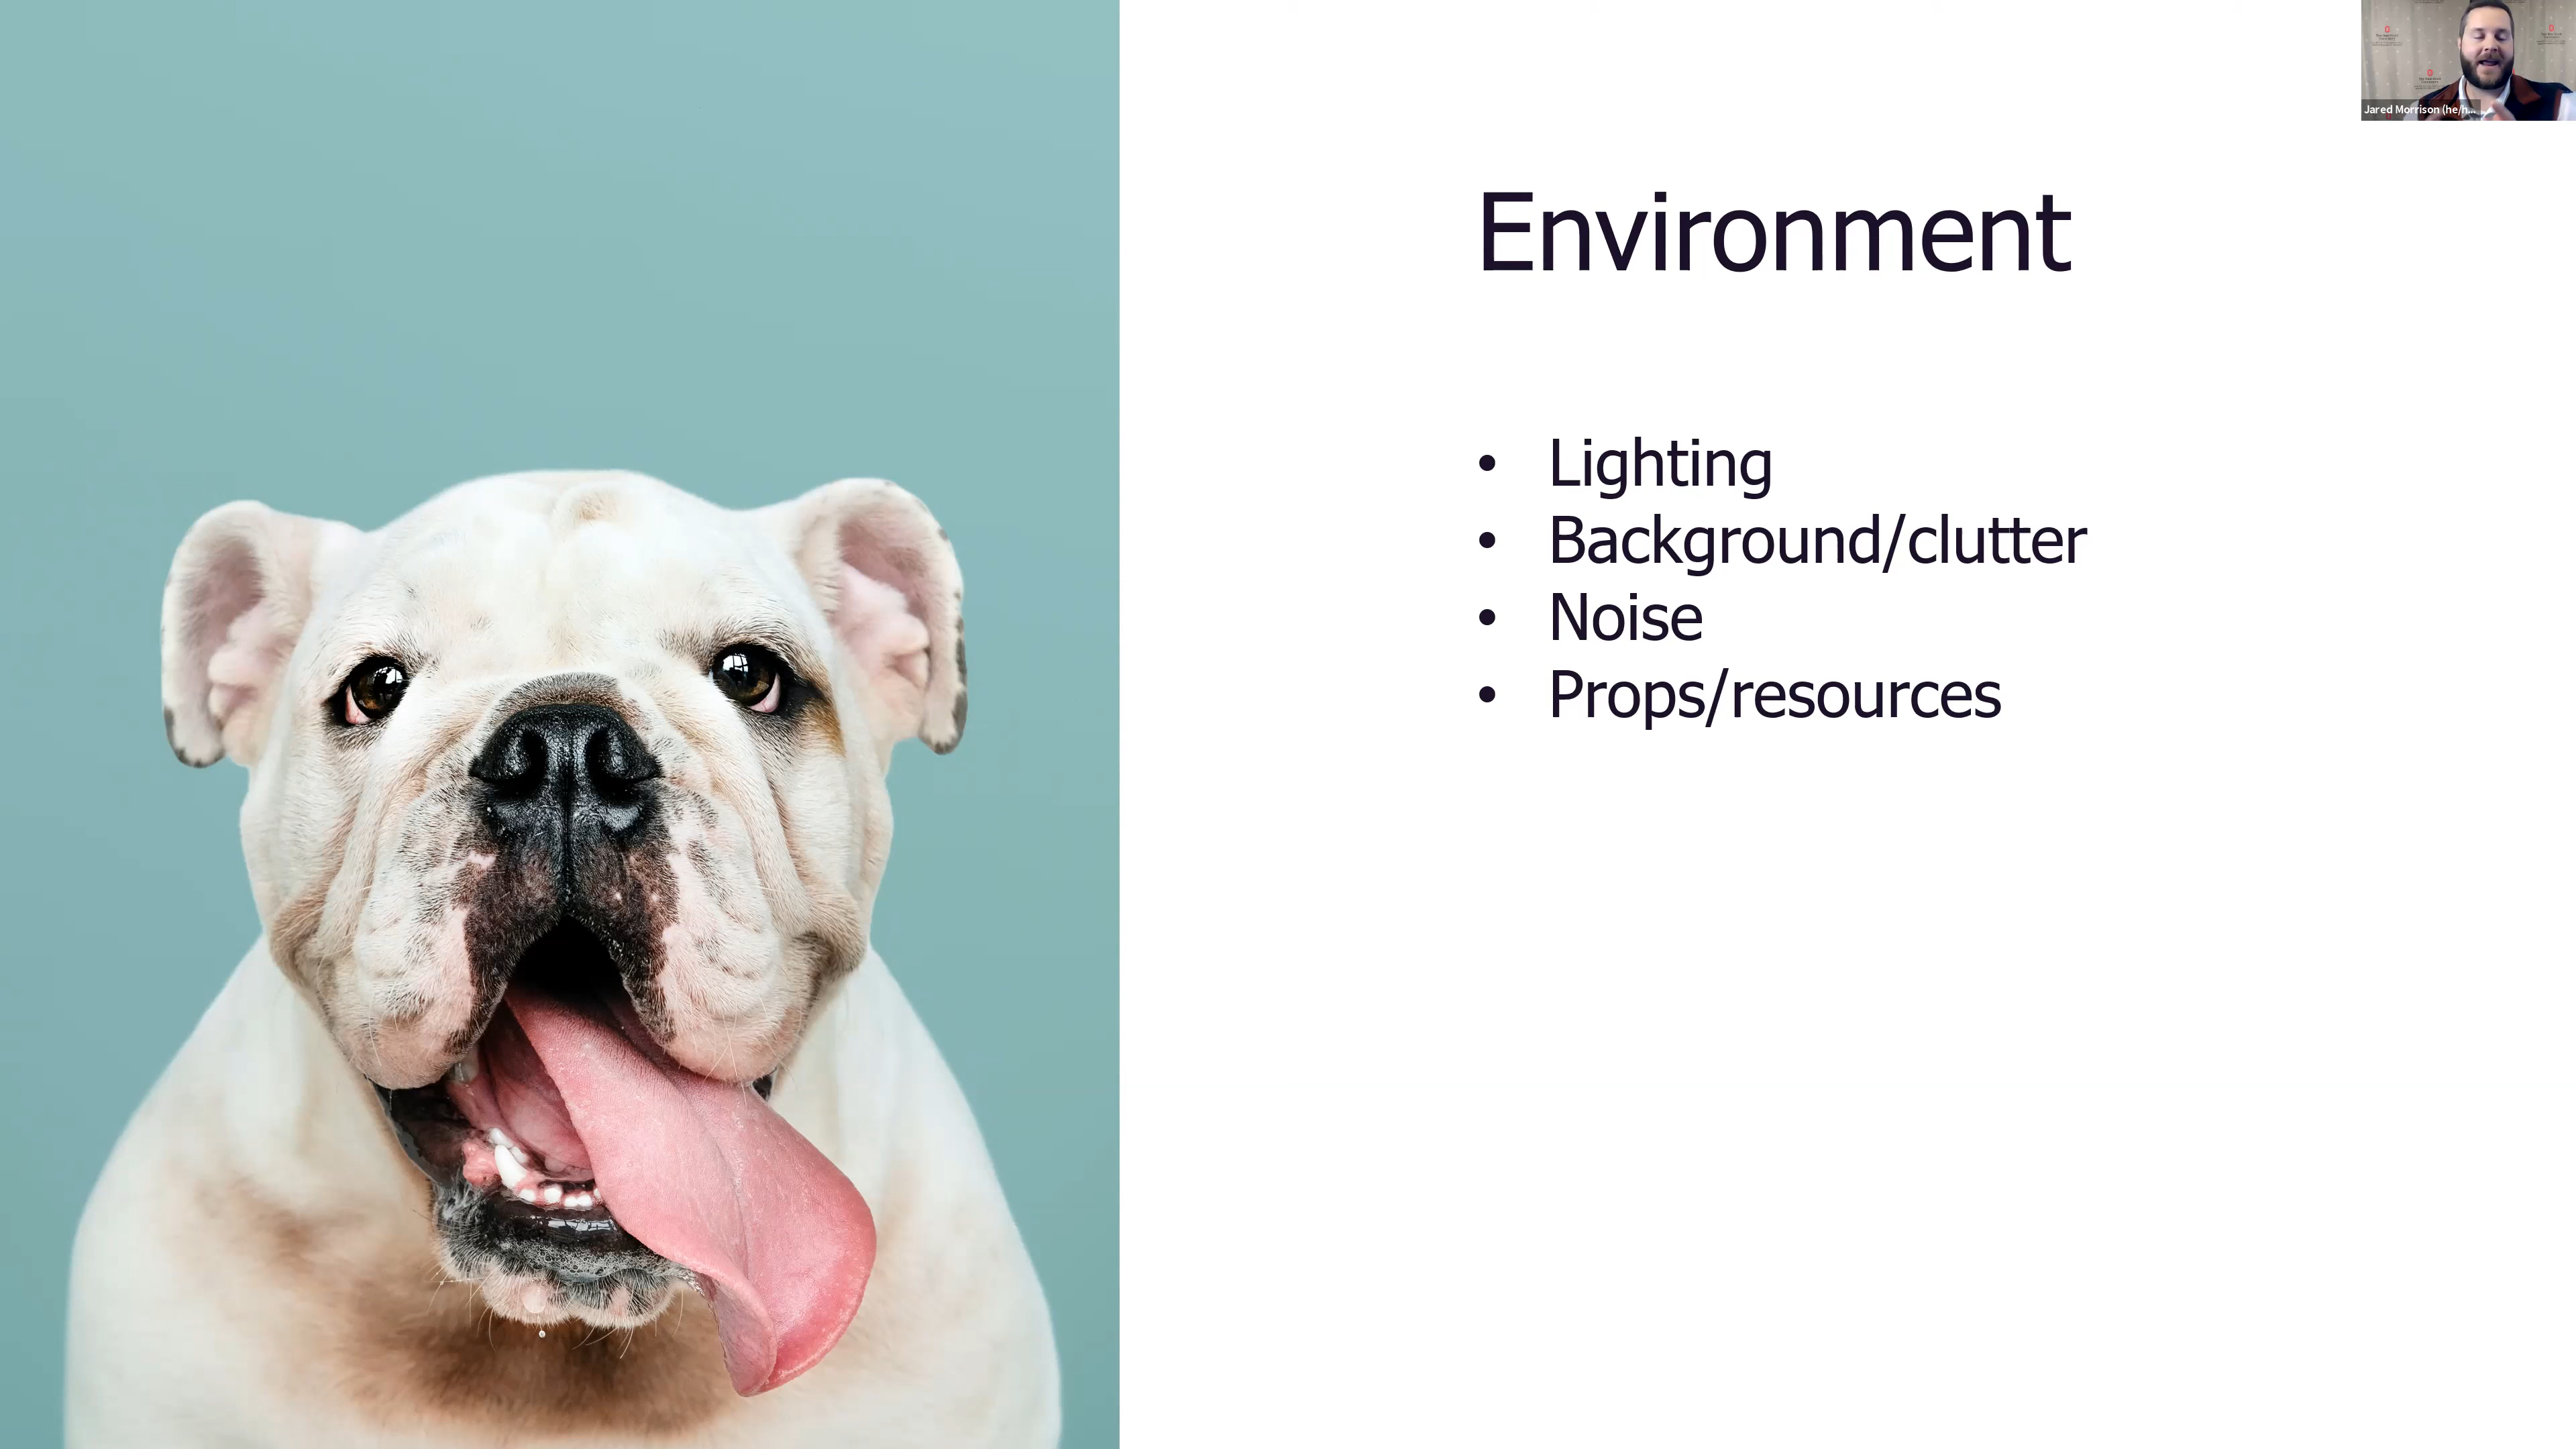 Jared Morrison (he/h...
Environment
• Lighting
• Background/clutter
• Noise
• Props/resources